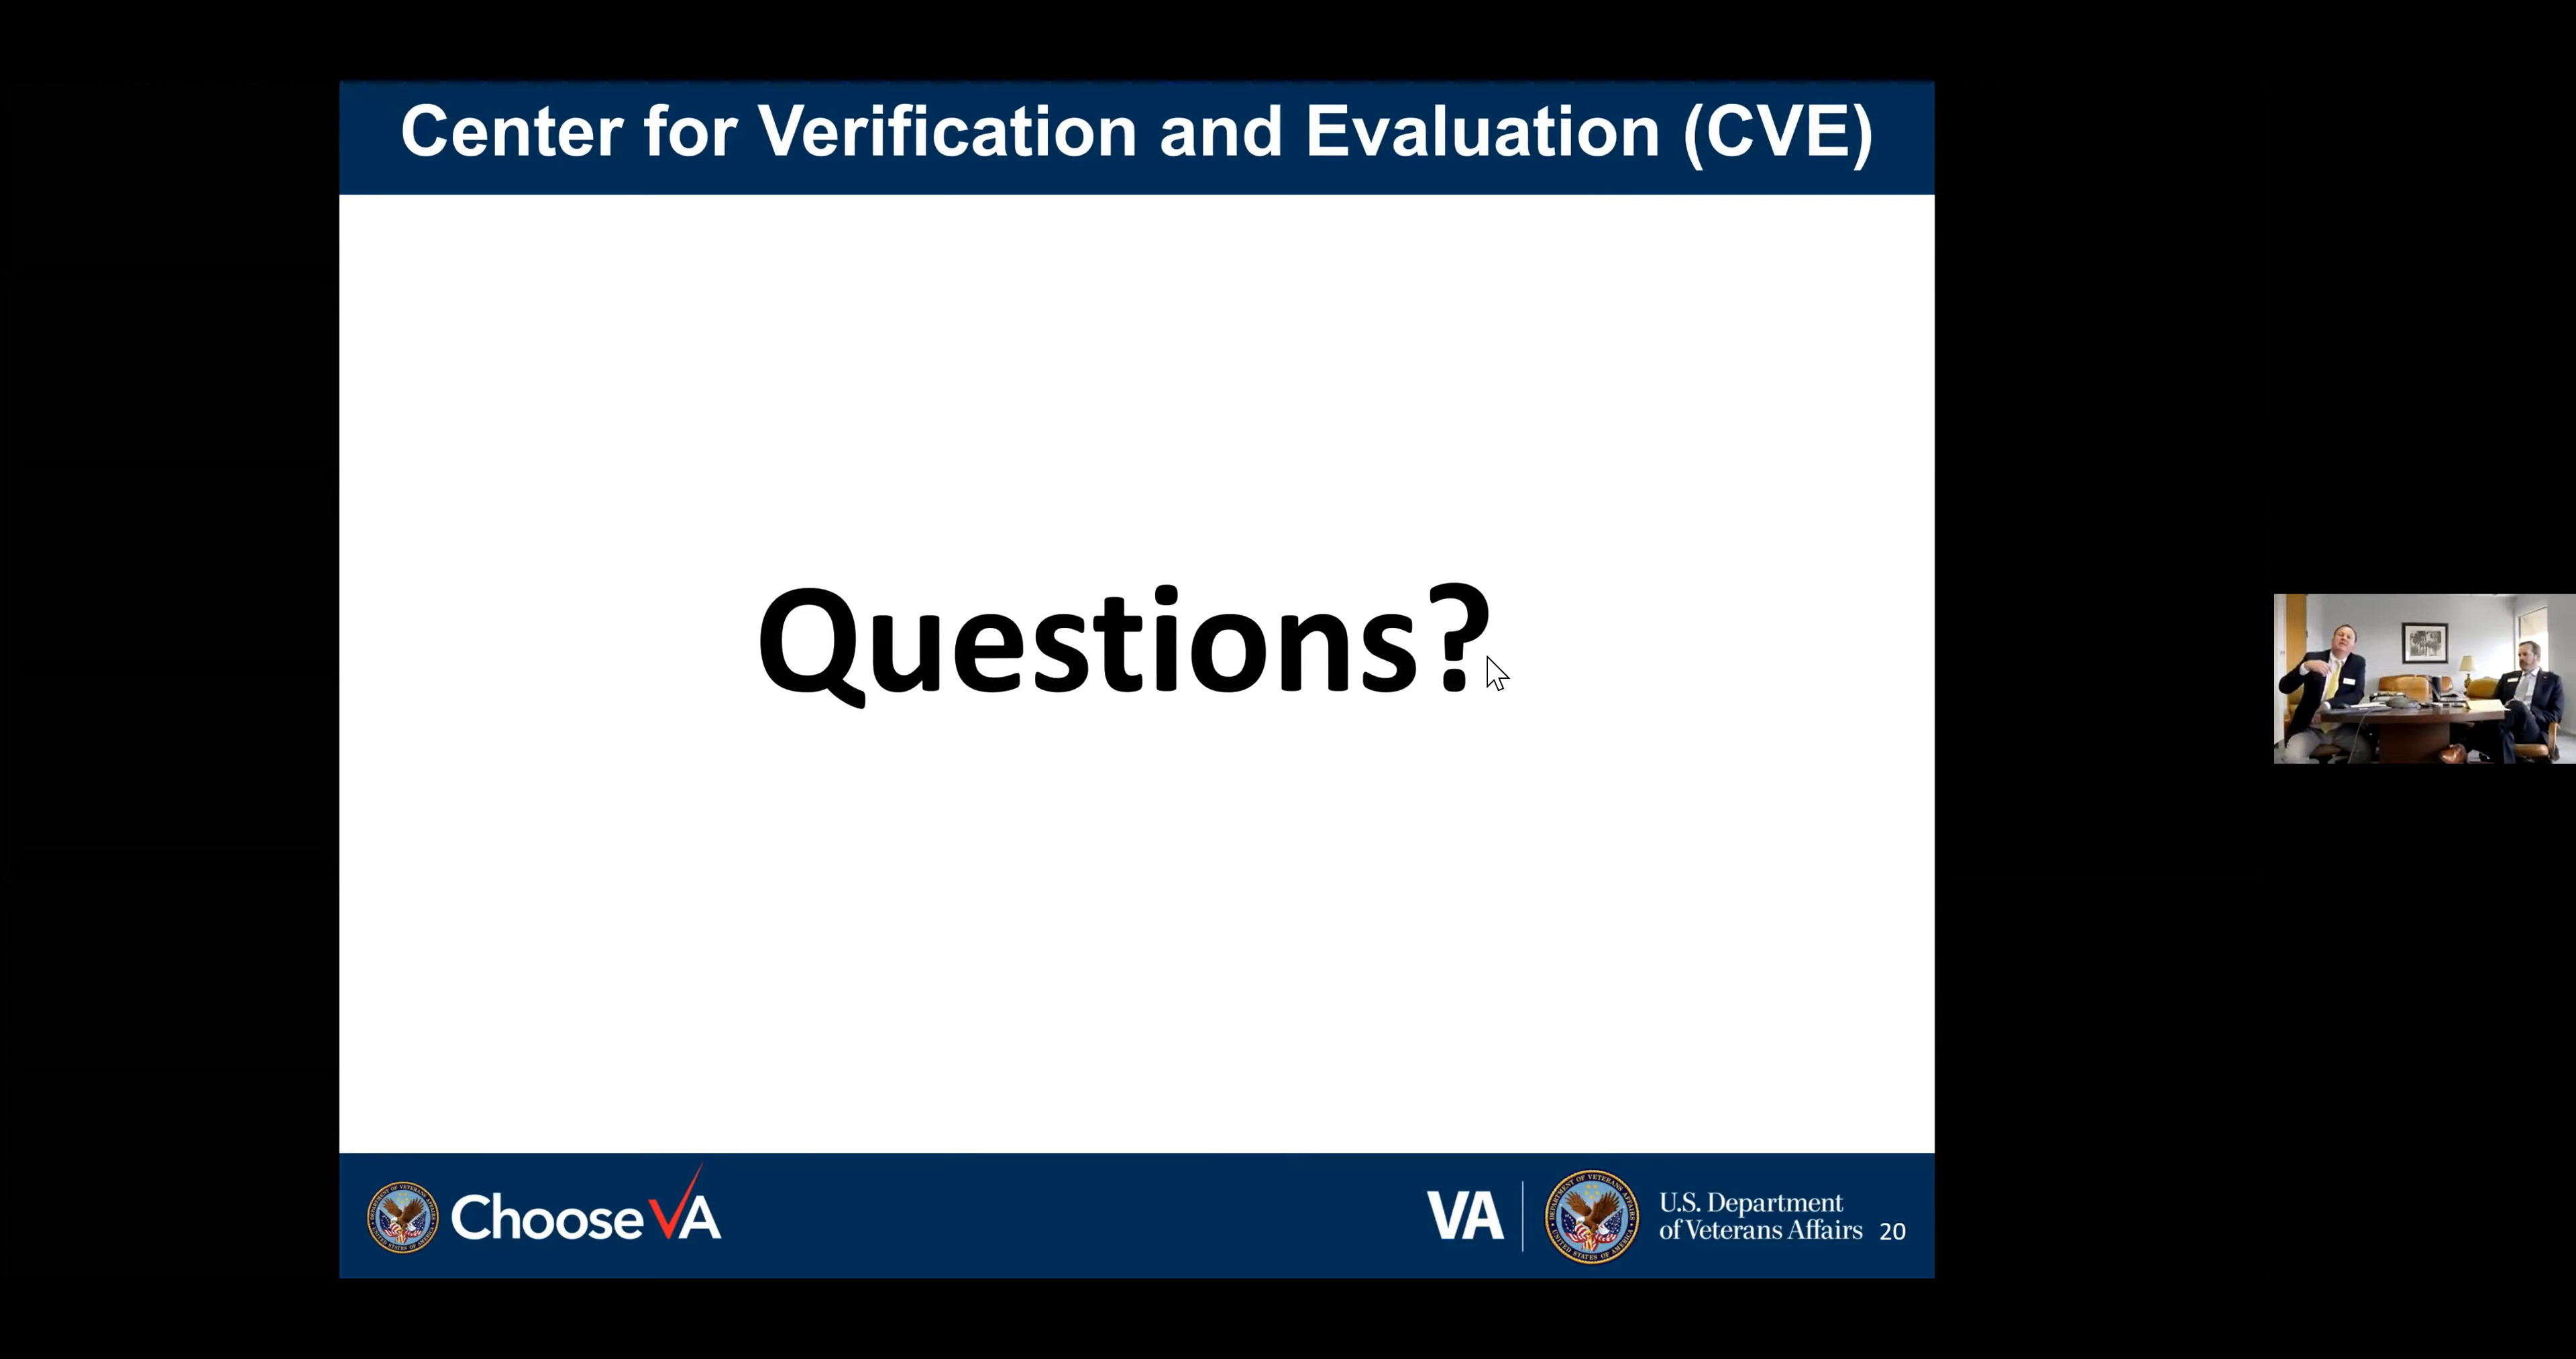 Center for Verification and Evaluation (CVE)
Questions?
Choose VA
VA
U.S. Department
of Veterans Affairs 20